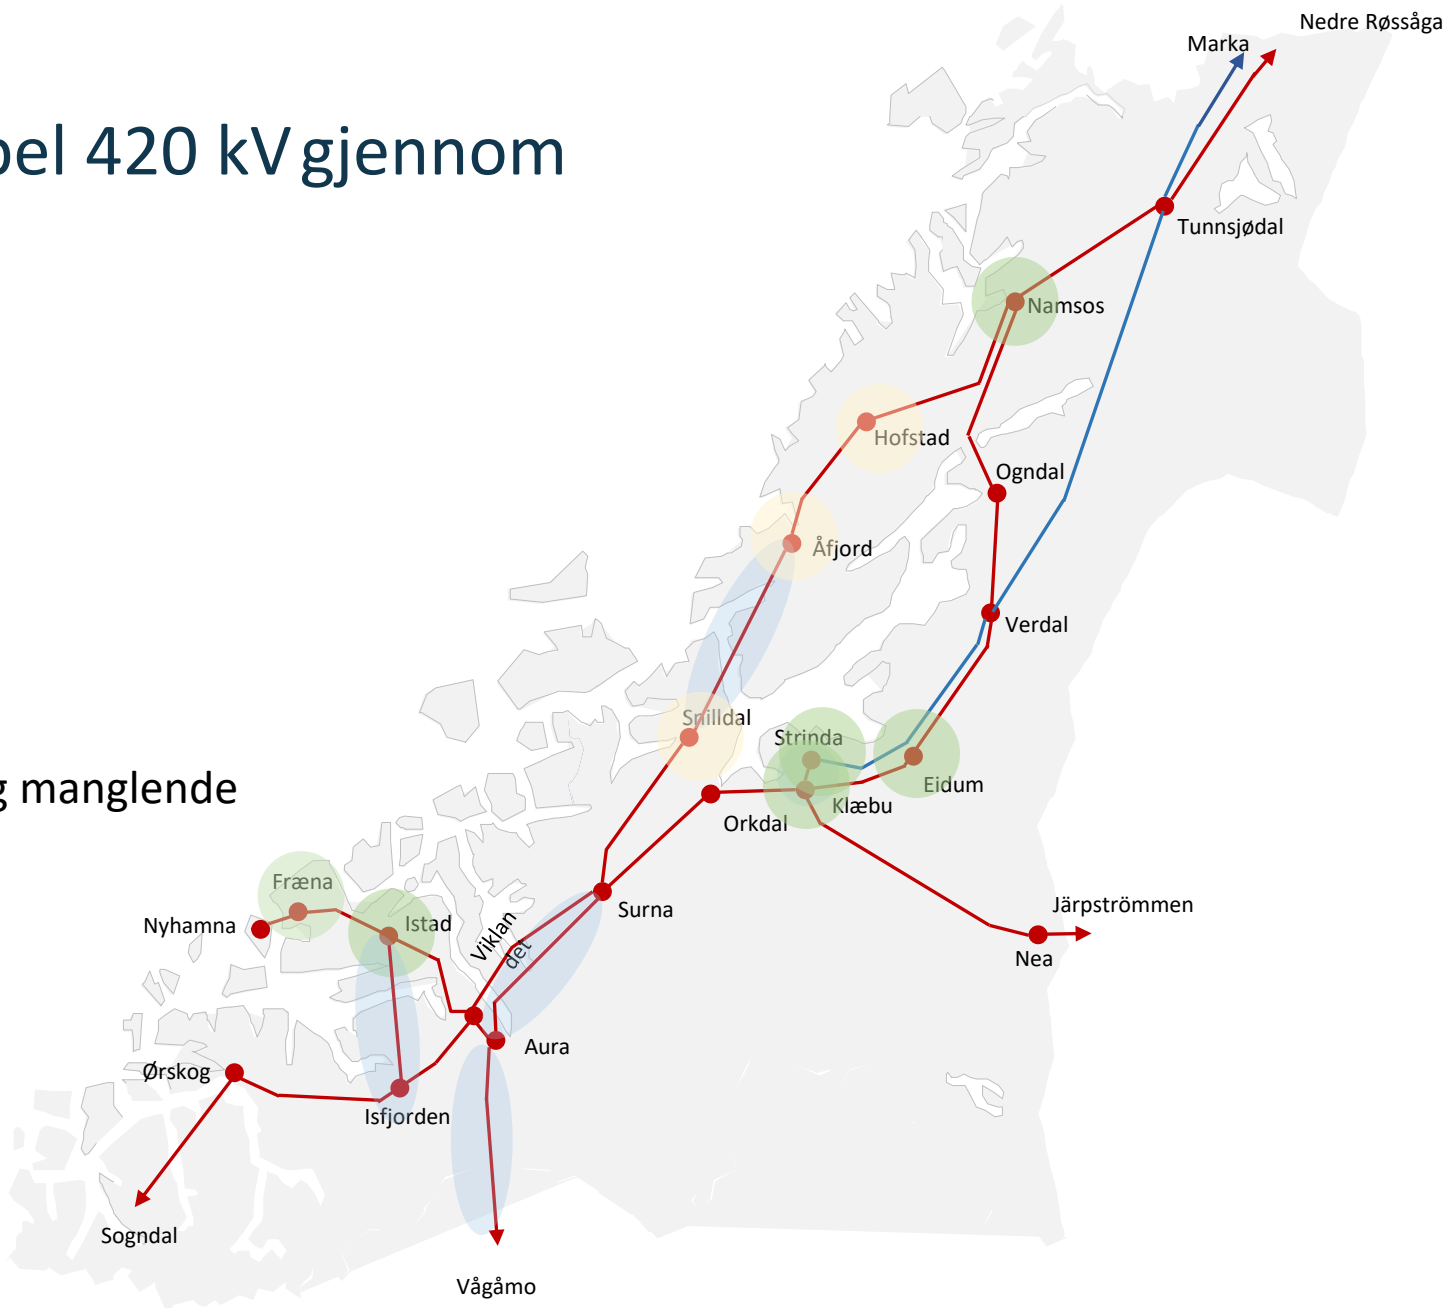 Nedre Røssåga
Marka
bel 420 kV gjennom
Tunnsjødal
Namsos
Hofstad
Ogndal
Åfjord
Verdal
Snilldal
Strinda
g manglende
Eidum
Klæbu
Orkdal
Fræna
Järpströmmen
Surna
Istad
Nyhamna
Viklan
det
Nea
Aura
Ørskog
Isfjorden
Sogndal
Vågåmo